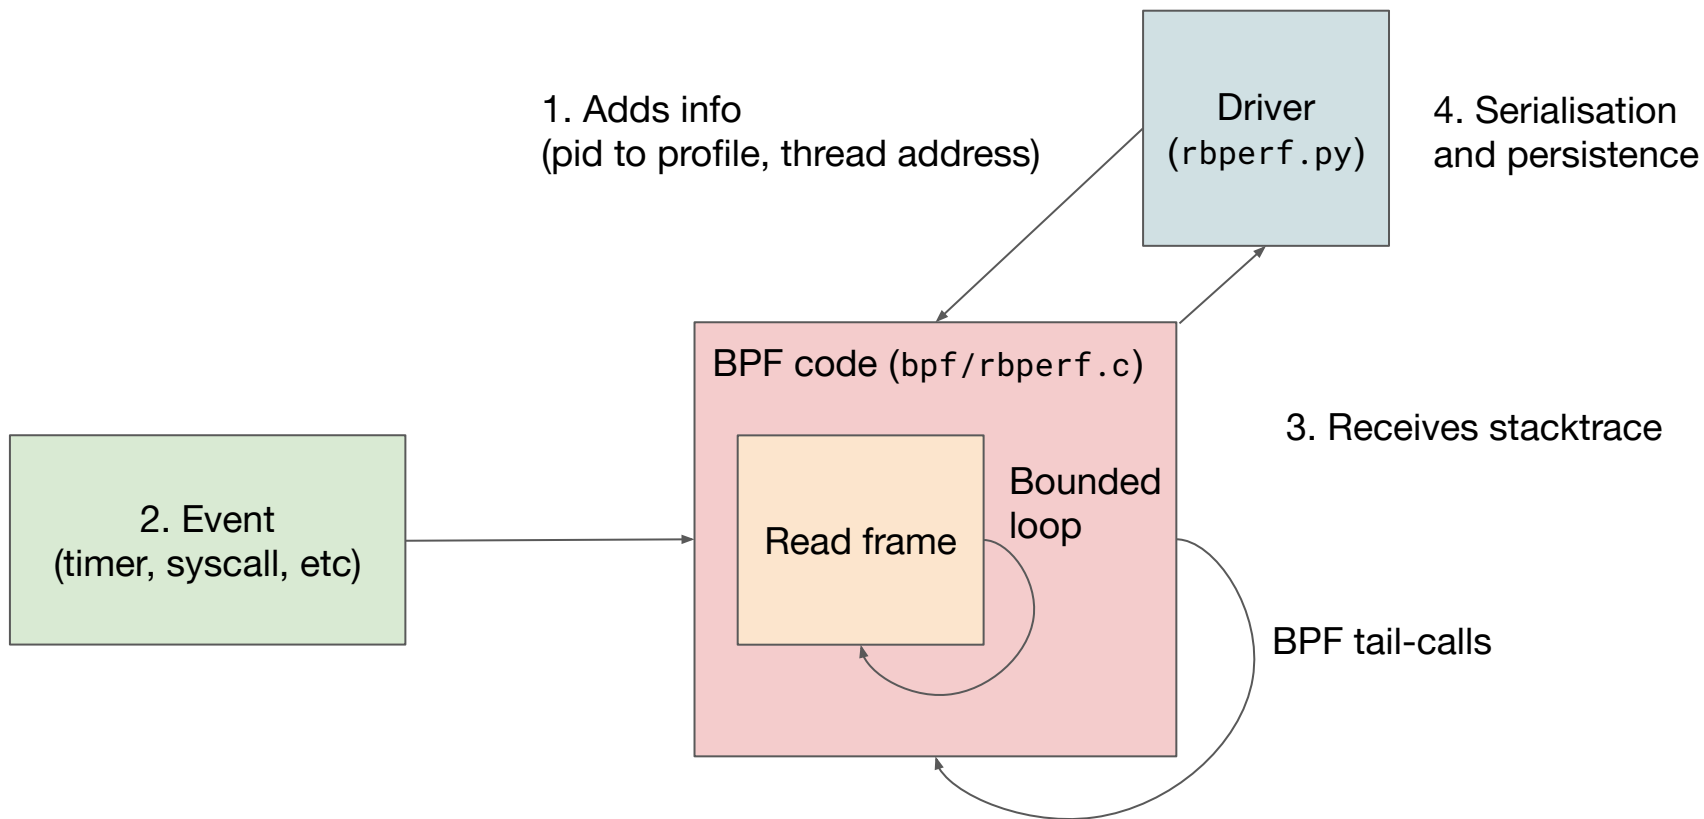 1. Adds info
(pid to profile, thread address)
Driver
(rbperf.py)
4. Serialisation
and persistence
BPF code (bpf/rbperf.c)
3. Receives stacktrace
2. Event
(timer, syscall, etc)
Read frame
Bounded
loop
BPF tail-calls